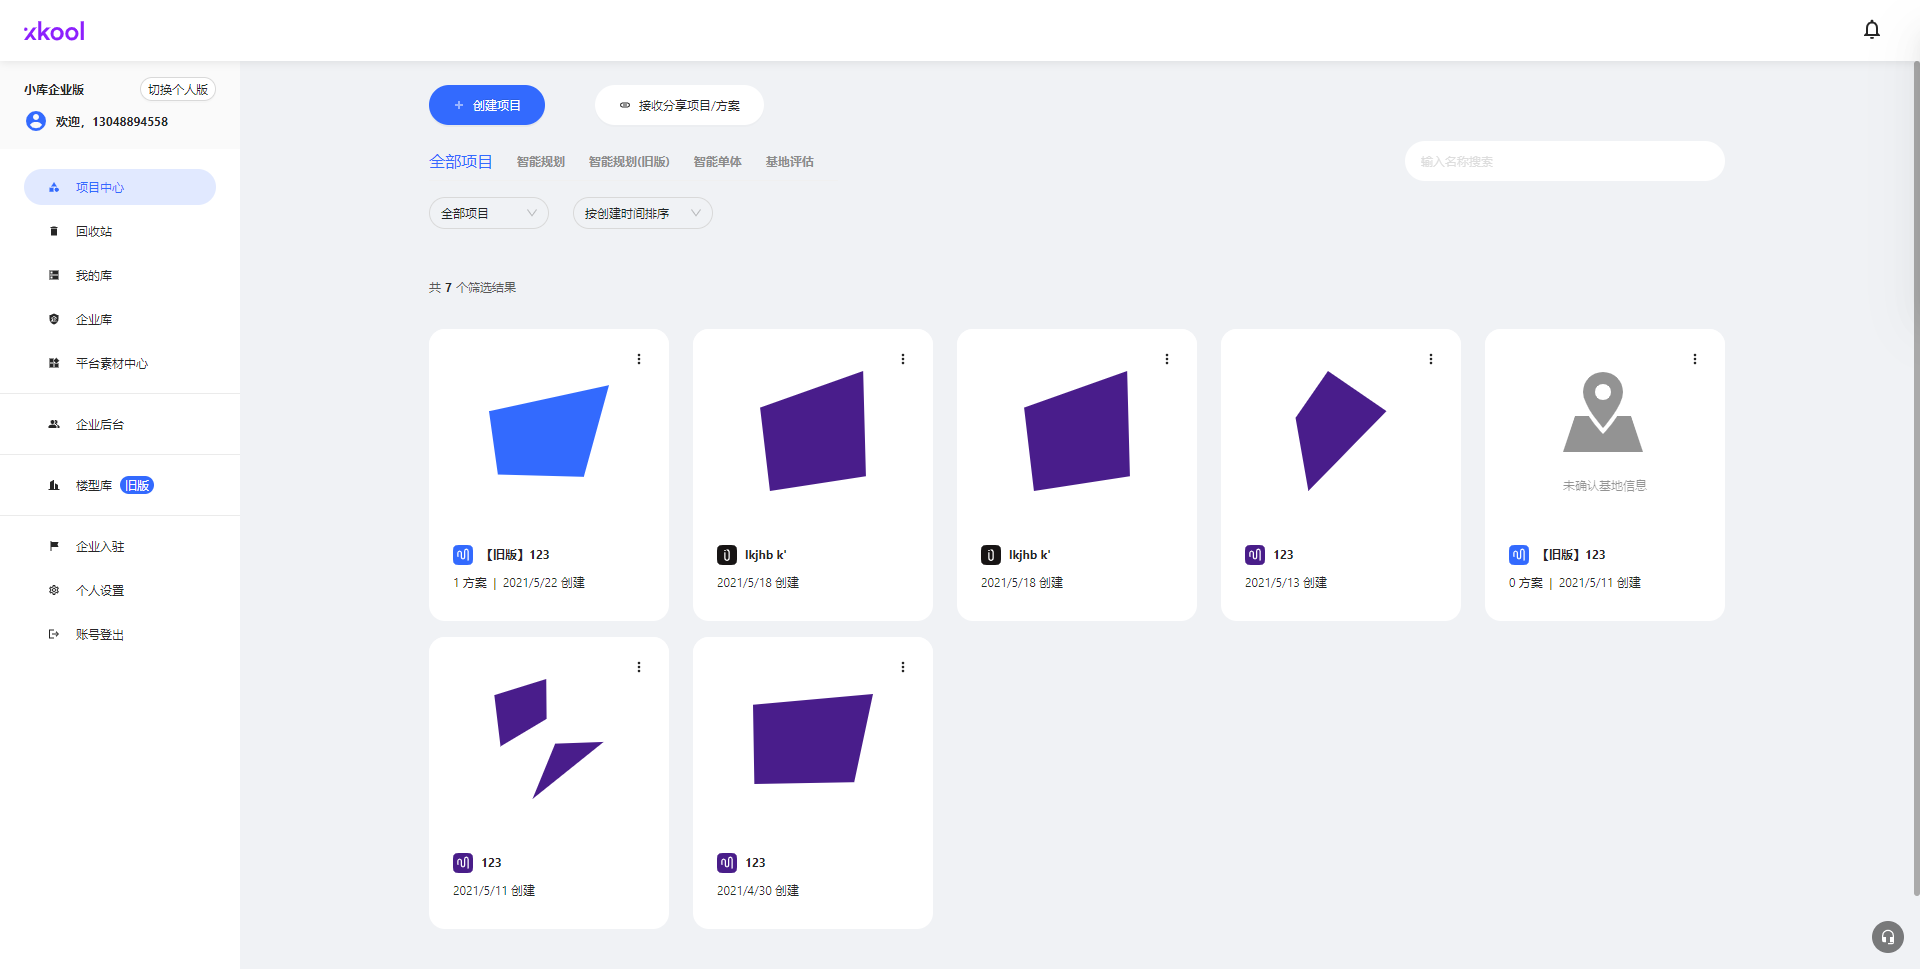 xkool
小库企业版
切换个人版
欢迎，13048894558
项目中心
回收站
我的库
企业库
平台素材中心
企业后台
楼型库 旧版
企业入驻
个人设置
账号登出
创建项目
接收分享项目/方案
全部项目 智能规划 智能规划(旧版) 智能单体 基地评估
输入名称搜索
全部项目
按创建时间排序
共 7 个筛选结果
【旧版】123
1 方案 | 2021/5/22 创建
lkjhb k'
2021/5/18 创建
lkjhb k'
2021/5/18 创建
123
2021/5/13 创建
未确认基地信息
【旧版】123
0 方案 | 2021/5/11 创建
123
2021/5/11 创建
123
2021/4/30 创建